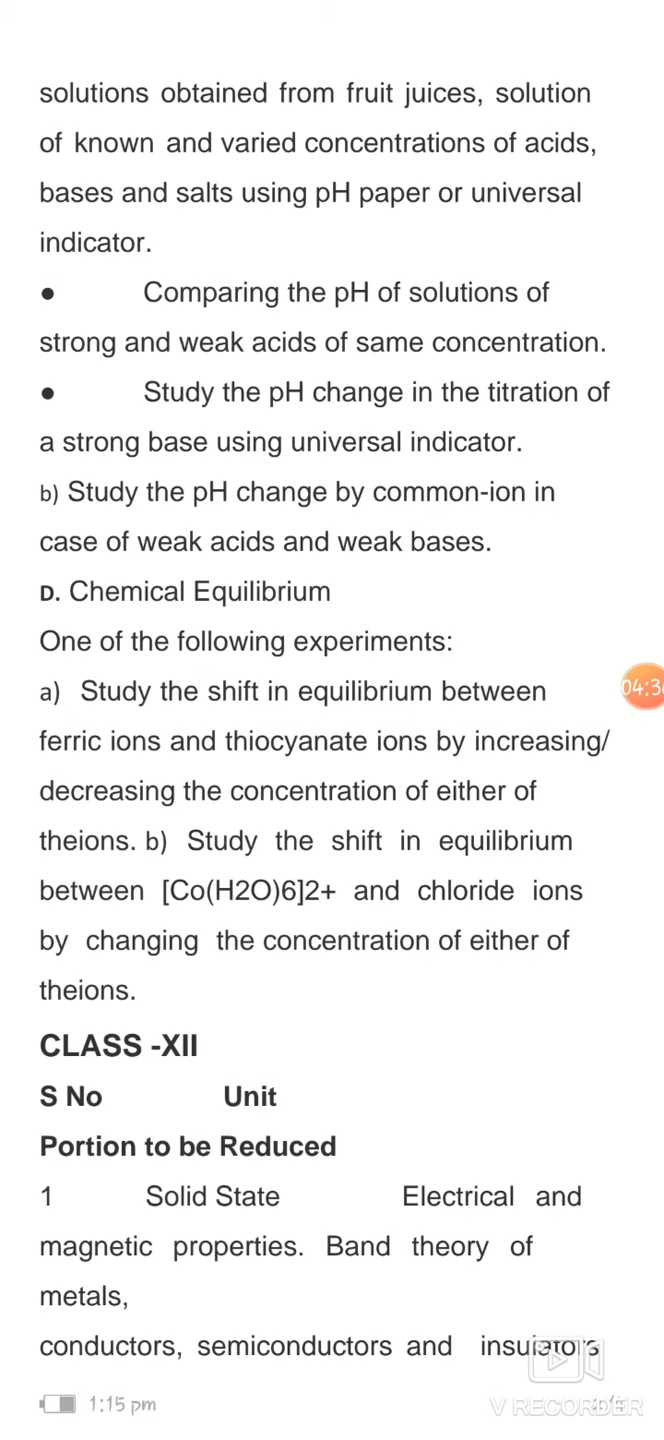 solutions obtained from fruit juices, solution
of known and varied concentrations of acids,
bases and salts using pH paper or universal
indicator.
● Comparing the pH of solutions of
strong and weak acids of same concentration.
● Study the pH change in the titration of
a strong base using universal indicator.
b) Study the pH change by common-ion in
case of weak acids and weak bases.
D. Chemical Equilibrium
One of the following experiments:
a) Study the shift in equilibrium between
ferric ions and thiocyanate ions by increasing/
decreasing the concentration of either of
theions. b) Study the shift in equilibrium
between [Co(H2O)6]2+ and chloride ions
by changing the concentration of either of
theions.
CLASS -XII
S No Unit
Portion to be Reduced
1 Solid State Electrical and
magnetic properties. Band theory of
metals,
conductors, semiconductors and insulators
1:15 pm
V RECORDER